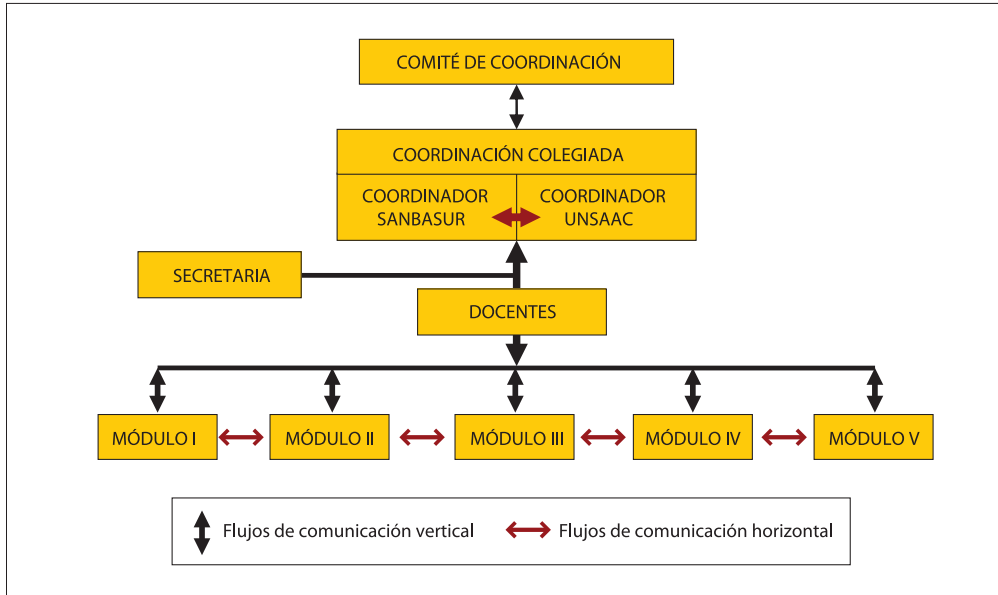 COMITÉ DE COORDINACIÓN
COORDINACIÓN COLEGIADA
COORDINADOR
SANBASUR
COORDINADOR
UNSAAC
SECRETARIA
DOCENTES
MÓDULO I
MÓDULO II
MÓDULO III
MÓDULO IV
MÓDULO V
Flujos de comunicación vertical
Flujos de comunicación horizontal